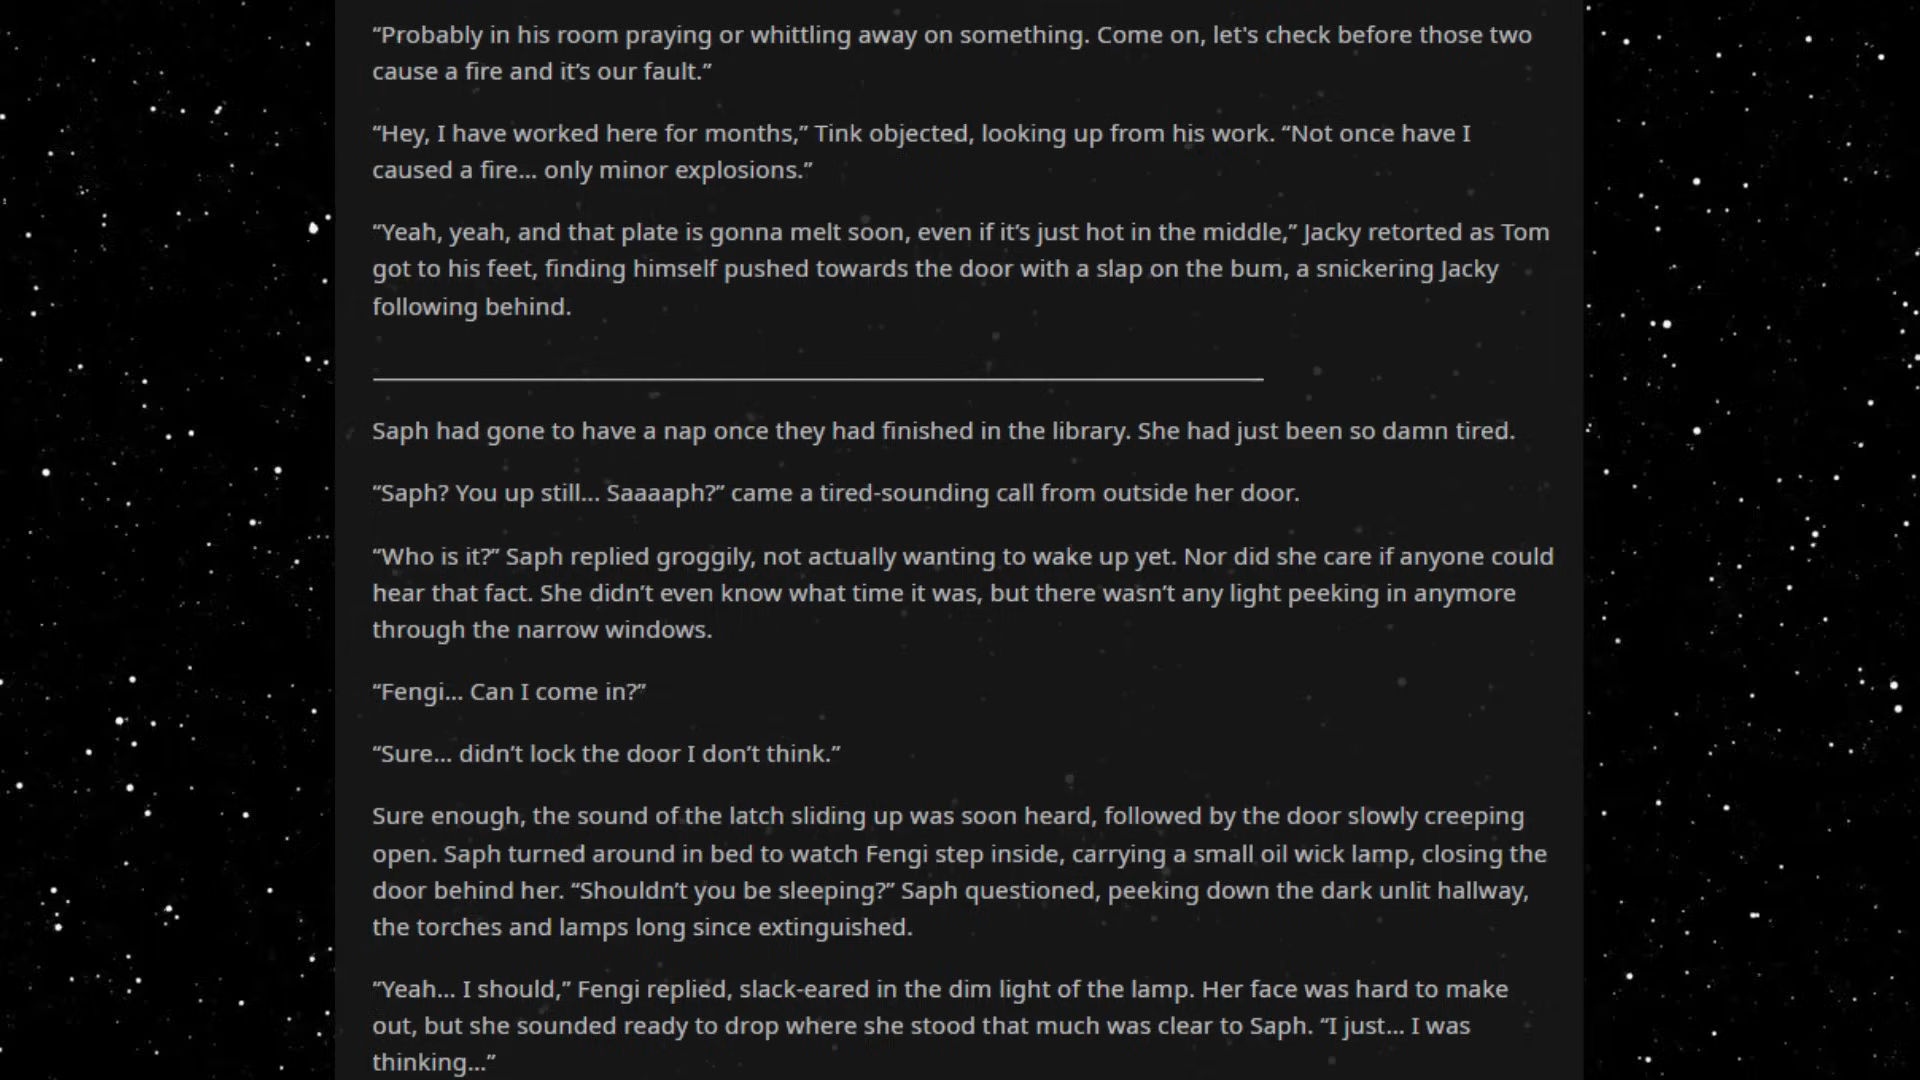 “Probably in his room praying or whittling away on something. Come on, let's check before those two
cause a fire and it’s our fault.”
“Hey, I have worked here for months,” Tink objected, looking up from his work. “Not once have I
caused a fire… only minor explosions.”
“Yeah, yeah, and that plate is gonna melt soon, even if it’s just hot in the middle,” Jacky retorted as Tom
got to his feet, finding himself pushed towards the door with a slap on the bum, a snickering Jacky
following behind.
Saph had gone to have a nap once they had finished in the library. She had just been so damn tired.
“Saph? You up still… Saaaaph?” came a tired-sounding call from outside her door.
“Who is it?” Saph replied groggily, not actually wanting to wake up yet. Nor did she care if anyone could
hear that fact. She didn’t even know what time it was, but there wasn’t any light peeking in anymore
through the narrow windows.
“Fengi… Can I come in?”
“Sure… didn’t lock the door I don’t think.”
Sure enough, the sound of the latch sliding up was soon heard, followed by the door slowly creeping
open. Saph turned around in bed to watch Fengi step inside, carrying a small oil wick lamp, closing the
door behind her. “Shouldn’t you be sleeping?” Saph questioned, peeking down the dark unlit hallway,
the torches and lamps long since extinguished.
“Yeah… I should,” Fengi replied, slack-eared in the dim light of the lamp. Her face was hard to make
out, but she sounded ready to drop where she stood that much was clear to Saph. “I just… I was
thinking…”